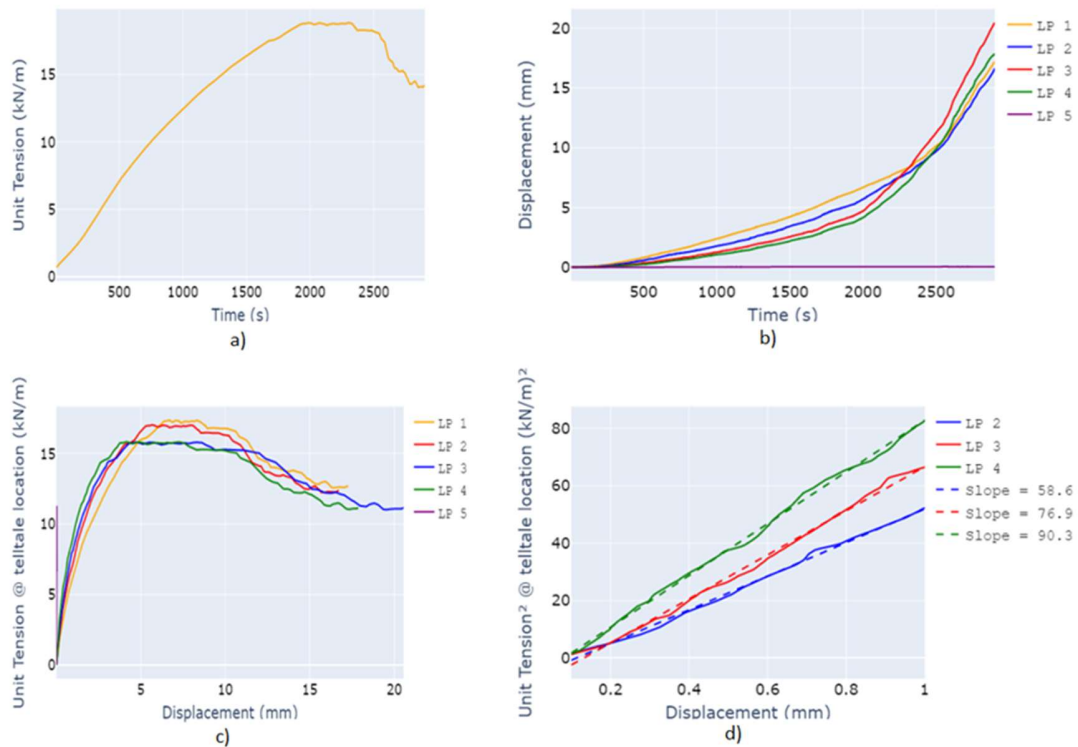 Unit Tension (kN/m)
15
10
5
0
500
1000
1500
2000
2500
Time (s)
a)
Displacement (mm)
20
15
10
5
0
500
1000
1500
2000
2500
Time (s)
LP 1
LP 2
LP 3
LP 4
LP 5
b)
Unit Tension @ telltale location (kN/m)
15
10
5
0
5
10
15
20
Displacement (mm)
LP 1
LP 2
LP 3
LP 4
LP 5
c)
Unit Tension² @ telltale location (kN/m)²
80
60
40
20
0
0.2
0.4
0.6
0.8
1
Displacement (mm)
LP 2
LP 3
LP 4
Slope = 58.6
Slope = 76.9
Slope = 90.3
d)